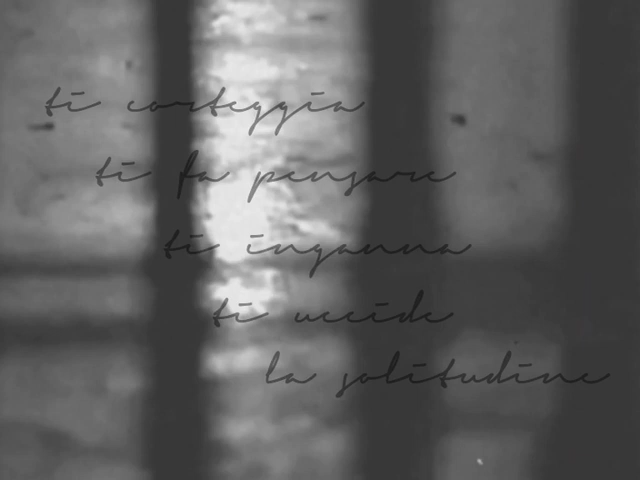 ti corteggia
ti fa pensare
ti inganna
ti uccide
la solitudine